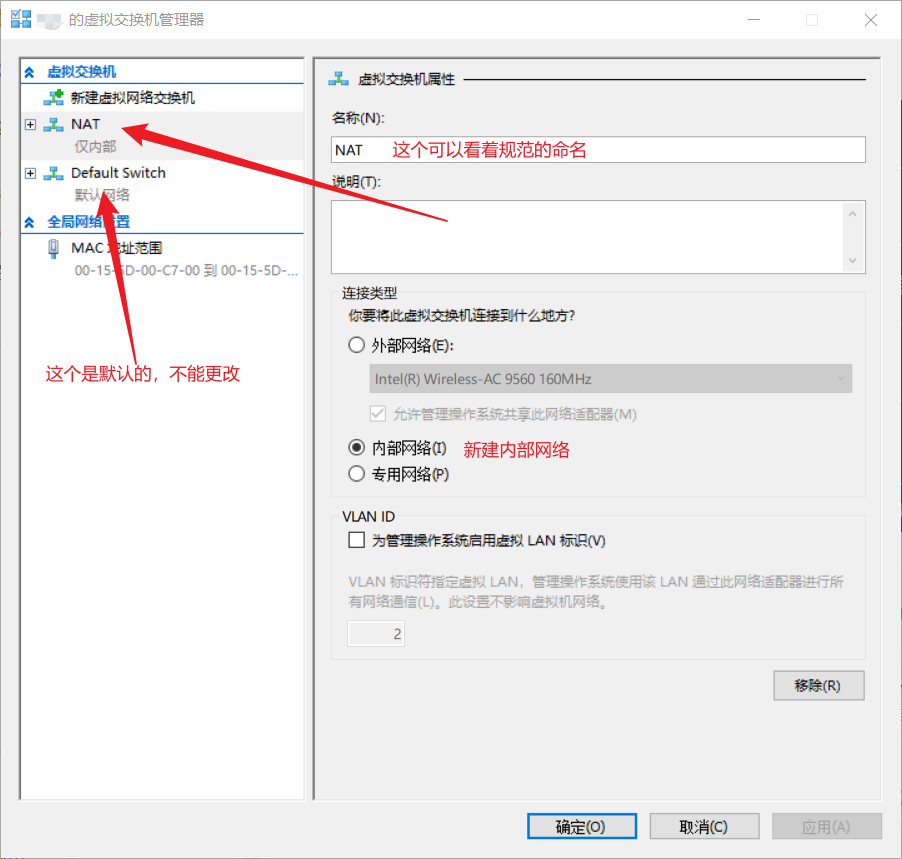 的虚拟交换机管理器
虚拟交换机
新建虚拟网络交换机
NAT
仅内部
Default Switch
默认网络
全局网络设置
MAC 地址范围
00-15-5D-00-C7-00 到 00-15-5D-...
这个是默认的，不能更改
虚拟交换机属性
名称(N):
NAT 这个可以看着规范的命名
说明(T):
连接类型
你要将此虚拟交换机连接到什么地方?
外部网络(E):
Intel(R) Wireless-AC 9560 160MHz
允许管理操作系统共享此网络适配器(M)
内部网络(I) 新建内部网络
专用网络(P)
VLAN ID
为管理操作系统启用虚拟 LAN 标识(V)
VLAN 标识符指定虚拟 LAN，管理操作系统使用该 LAN 通过此网络适配器进行所
有网络通信(L)。此设置不影响虚拟机网络。
2
移除(R)
确定(O) 取消(C) 应用(A)